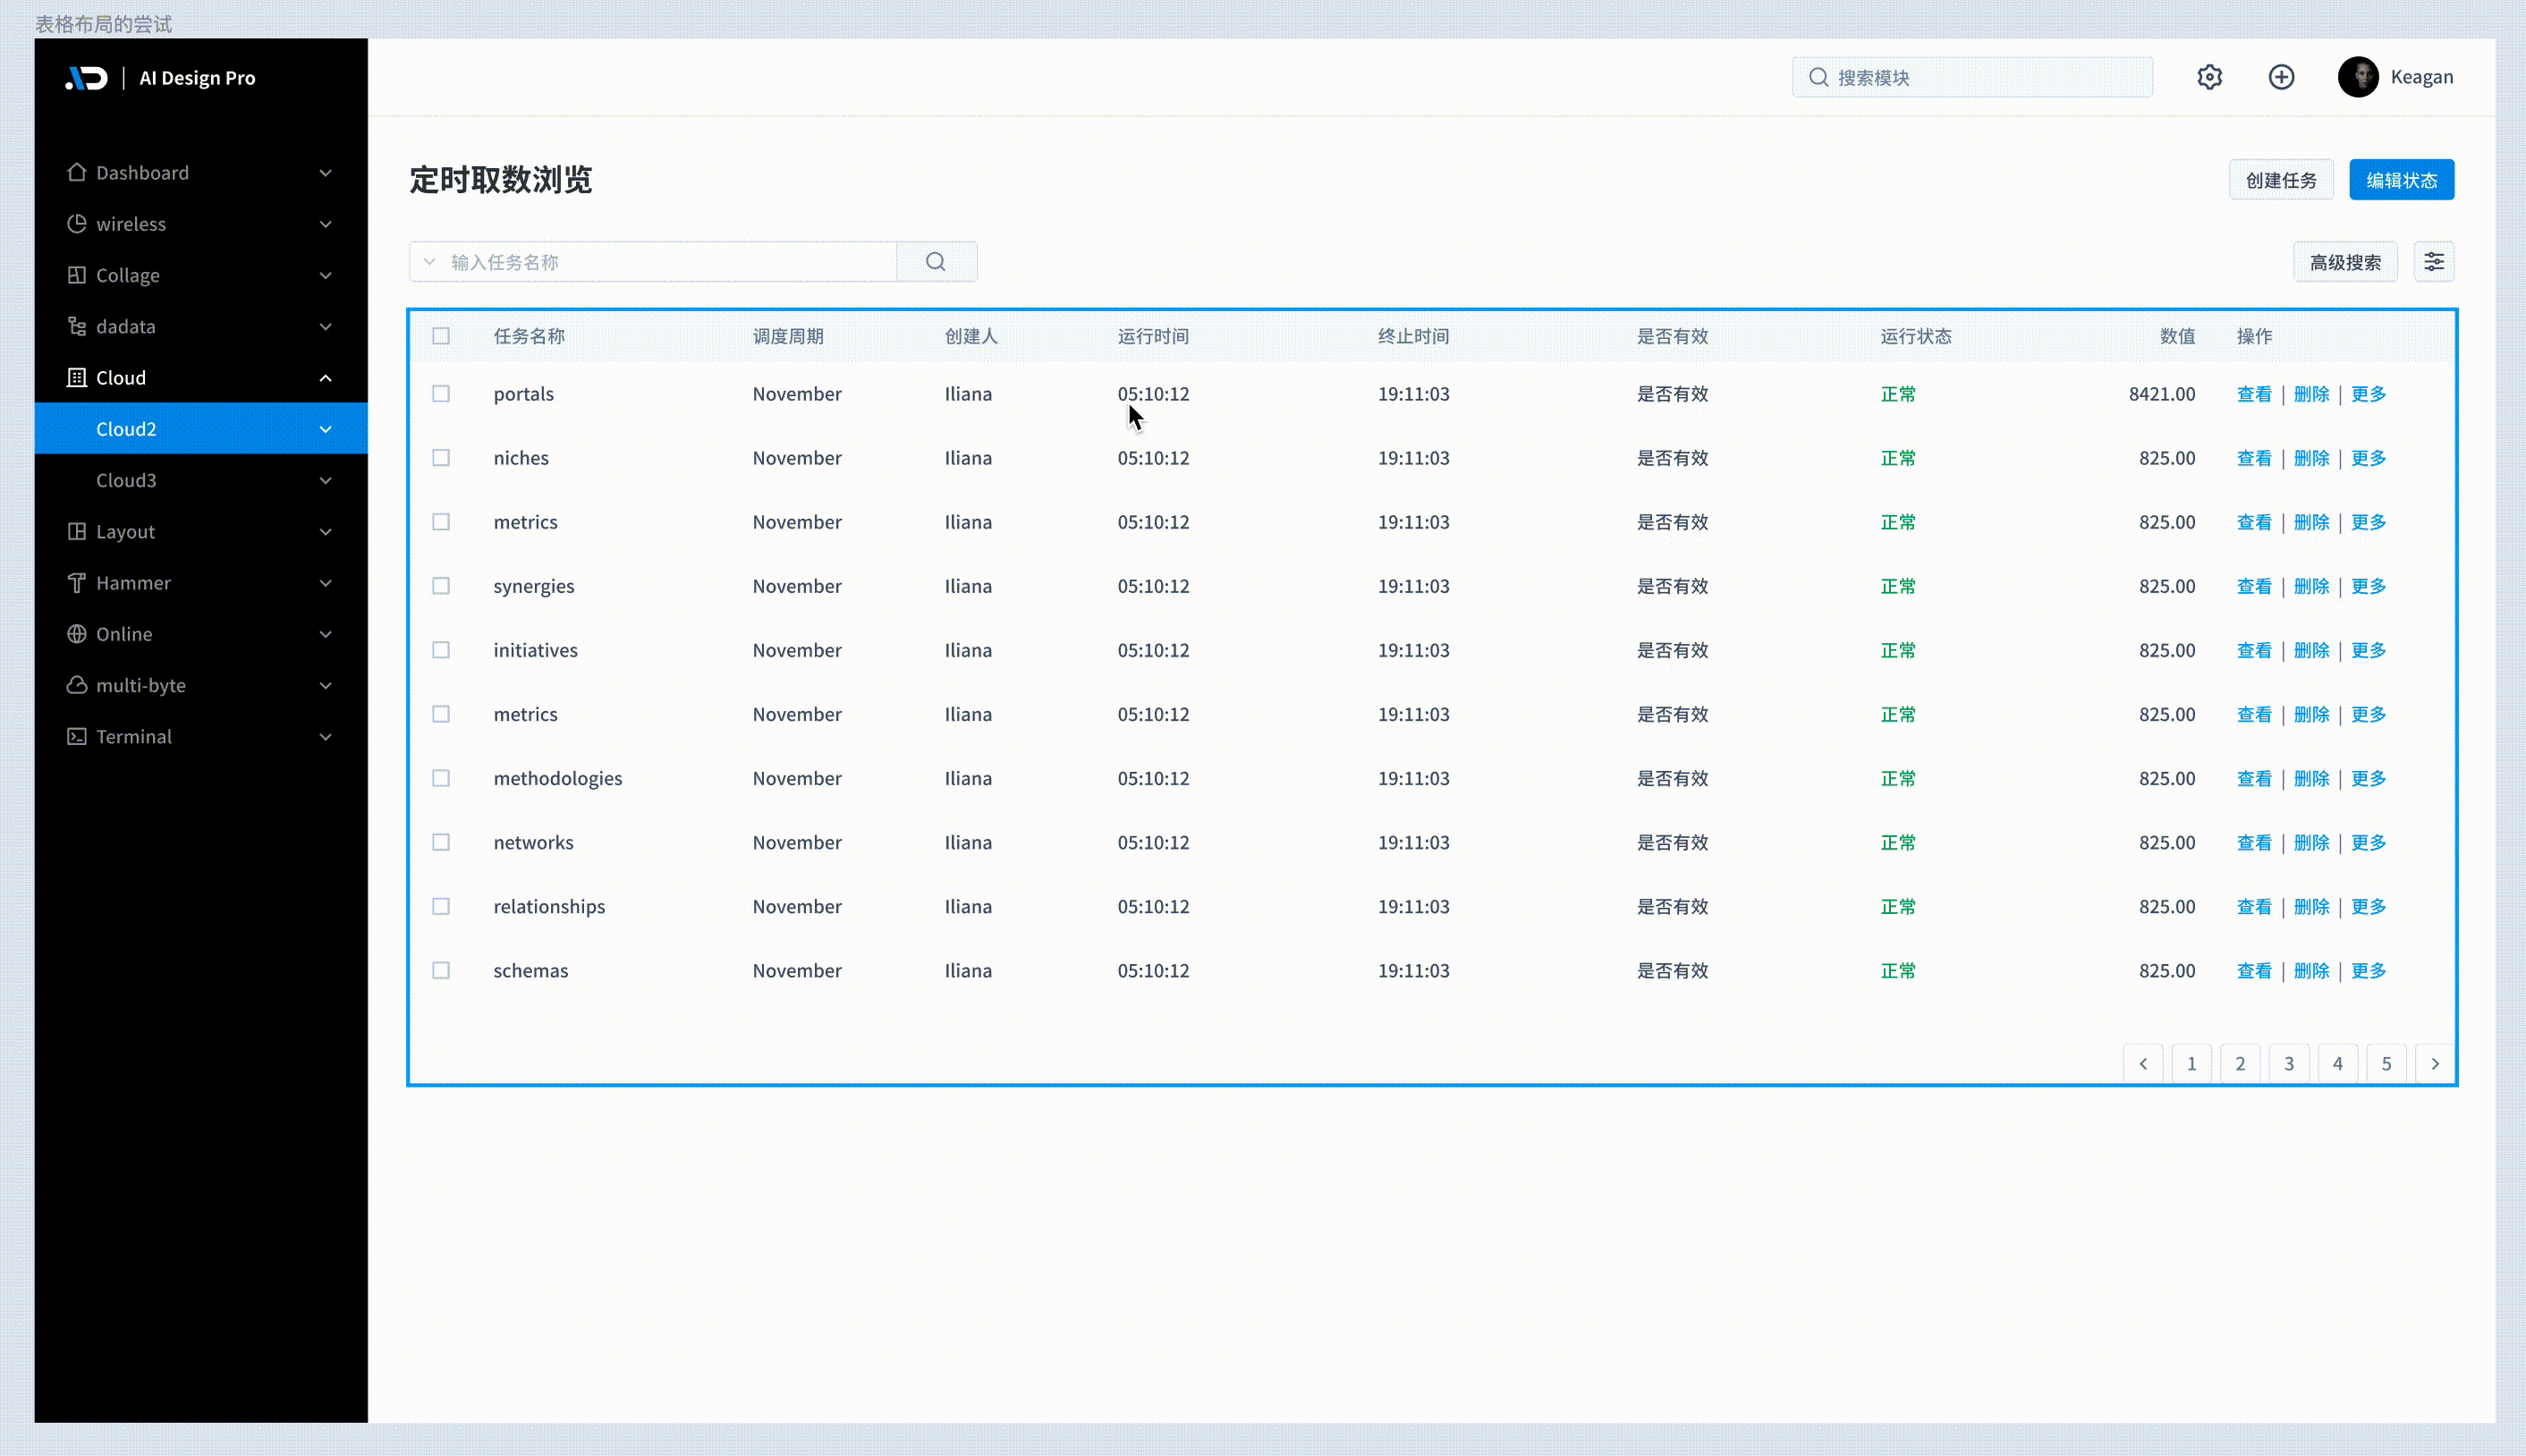 表格布局的尝试
AI Design Pro
搜索模块
Keagan
Dashboard
wireless
Collage
dadata
Cloud
Cloud2
Cloud3
Layout
Hammer
Online
multi-byte
Terminal
定时取数浏览
创建任务
编辑状态
输入任务名称
高级搜索
任务名称 调度周期 创建人 运行时间 终止时间 是否有效 运行状态 数值 操作
portals November Iliana 05:10:12 19:11:03 是否有效 正常 8421.00 查看 | 删除 | 更多
niches November Iliana 05:10:12 19:11:03 是否有效 正常 825.00 查看 | 删除 | 更多
metrics November Iliana 05:10:12 19:11:03 是否有效 正常 825.00 查看 | 删除 | 更多
synergies November Iliana 05:10:12 19:11:03 是否有效 正常 825.00 查看 | 删除 | 更多
initiatives November Iliana 05:10:12 19:11:03 是否有效 正常 825.00 查看 | 删除 | 更多
metrics November Iliana 05:10:12 19:11:03 是否有效 正常 825.00 查看 | 删除 | 更多
methodologies November Iliana 05:10:12 19:11:03 是否有效 正常 825.00 查看 | 删除 | 更多
networks November Iliana 05:10:12 19:11:03 是否有效 正常 825.00 查看 | 删除 | 更多
relationships November Iliana 05:10:12 19:11:03 是否有效 正常 825.00 查看 | 删除 | 更多
schemas November Iliana 05:10:12 19:11:03 是否有效 正常 825.00 查看 | 删除 | 更多
1 2 3 4 5